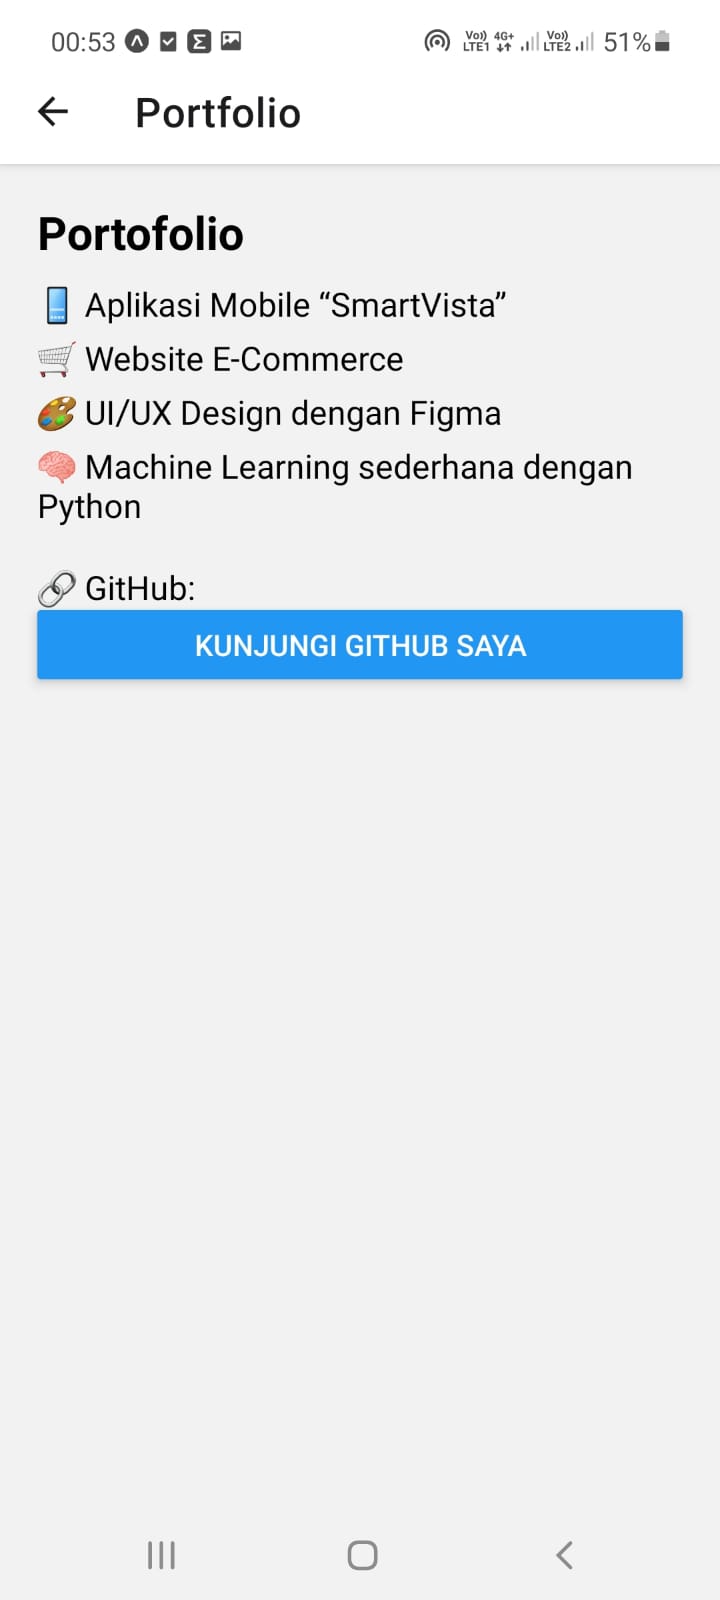 00:53
Vo)) 4G+ Vo)) 51%
LTE1 LTE2
Portfolio
Portofolio
Aplikasi Mobile “SmartVista”
Website E-Commerce
UI/UX Design dengan Figma
Machine Learning sederhana dengan
Python
GitHub:
KUNJUNGI GITHUB SAYA